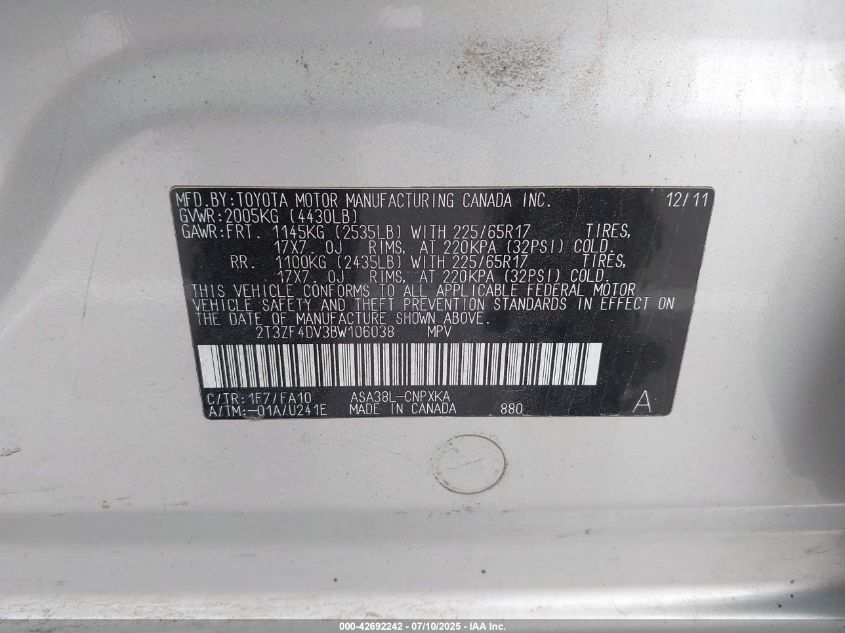 MFD.BY:TOYOTA MOTOR MANUFACTURING CANADA INC. 12/11
GVWR:2005KG (4430LB)
GAWR:FRT. 1145KG (2535LB) WITH 225/65R17 TIRES,
17X7.0J RIMS, AT 220KPA (32PSI) COLD.
RR. 1100KG (2435LB) WITH 225/65R17 TIRES,
17X7.0J RIMS, AT 220KPA (32PSI) COLD.
THIS VEHICLE CONFORMS TO ALL APPLICABLE FEDERAL MOTOR
VEHICLE SAFETY AND THEFT PREVENTION STANDARDS IN EFFECT ON
THE DATE OF MANUFACTURE SHOWN ABOVE.
2T3ZF4DV3BW106038 MPV
C/TR:1F7/FA10 ASA38L-CNPXKA
A/TM:-01A/U241E MADE IN CANADA 880 A
000-42692242 - 07/10/2025 - IAA Inc.